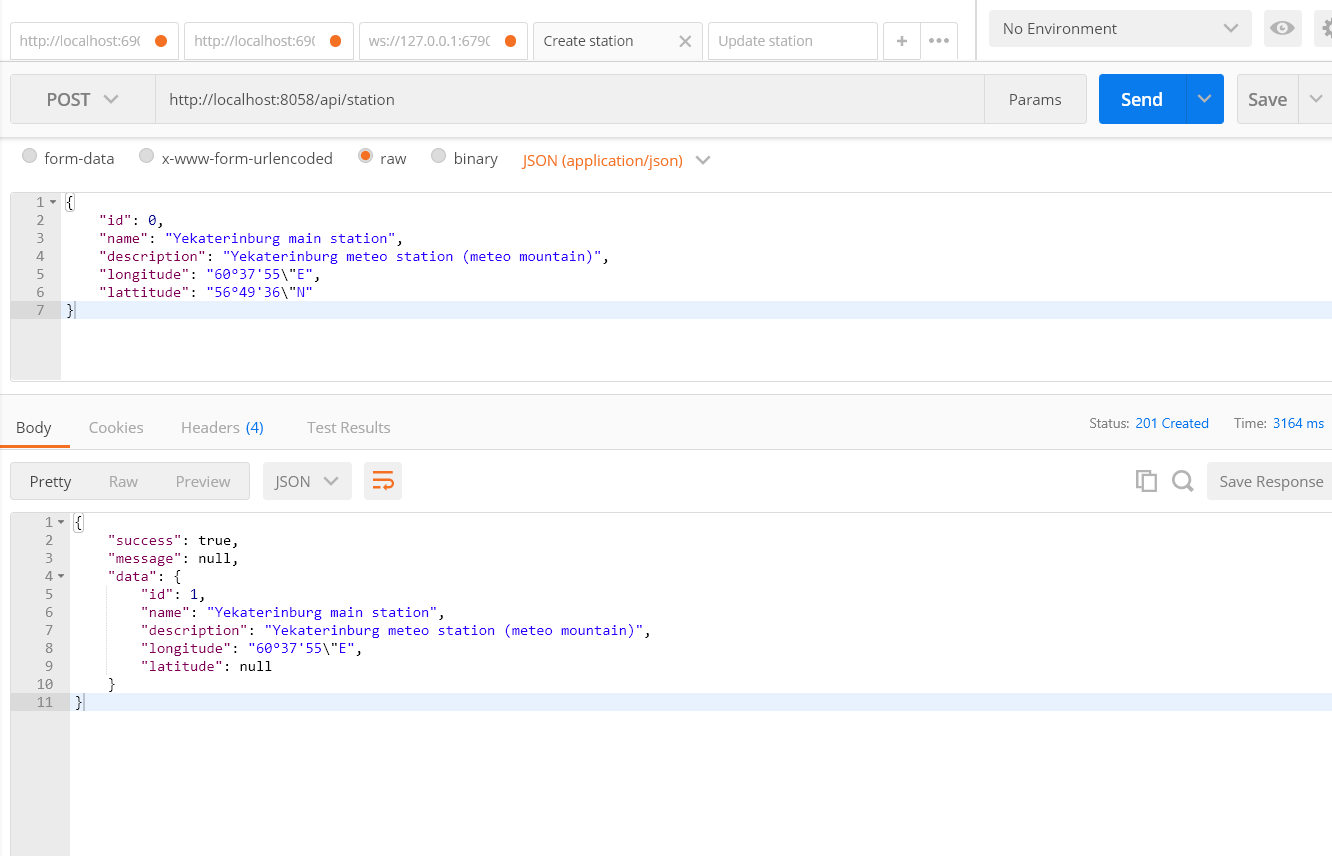 http://localhost:690 http://localhost:690 ws://127.0.0.1:6790 Create station Update station + ••• No Environment
POST http://localhost:8058/api/station Params Send Save
form-data x-www-form-urlencoded raw binary JSON (application/json)
1 {
2 "id": 0,
3 "name": "Yekaterinburg main station",
4 "description": "Yekaterinburg meteo station (meteo mountain)",
5 "longitude": "60°37'55\"E",
6 "lattitude": "56°49'36\"N"
7 }
Body Cookies Headers (4) Test Results Status: 201 Created Time: 3164 ms
Pretty Raw Preview JSON Save Response
1 {
2 "success": true,
3 "message": null,
4 "data": {
5 "id": 1,
6 "name": "Yekaterinburg main station",
7 "description": "Yekaterinburg meteo station (meteo mountain)",
8 "longitude": "60°37'55\"E",
9 "latitude": null
10 }
11 }